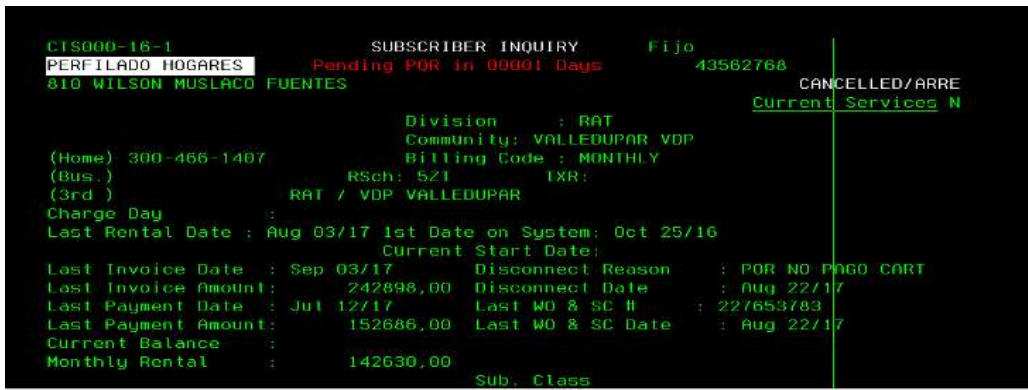 CTS000-16-1 SUBSCRIBER INQUIRY Fijo
PERFILADO HOGARES Pending POR in 00001 Days 43562768
810 WILSON MUSLACO FUENTES CANCELLED/ARRE
Current Services N
Division : RAT
Community: VALLEDUPAR VDP
(Home) 300-466-1407 Billing Code : MONTHLY
(Bus.) RSch: 521 TXR:
(3rd ) RAT / VDP VALLEDUPAR
Charge Day :
Last Rental Date : Aug 03/17 1st Date on System: Oct 25/16
Current Start Date:
Last Invoice Date : Sep 03/17 Disconnect Reason : POR NO PAGO CART
Last Invoice Amount: 242898,00 Disconnect Date : Aug 22/17
Last Payment Date : Jul 12/17 Last WO & SC # : 227653783
Last Payment Amount: 152686,00 Last WO & SC Date : Aug 22/17
Current Balance :
Monthly Rental : 142630,00
Sub. Class